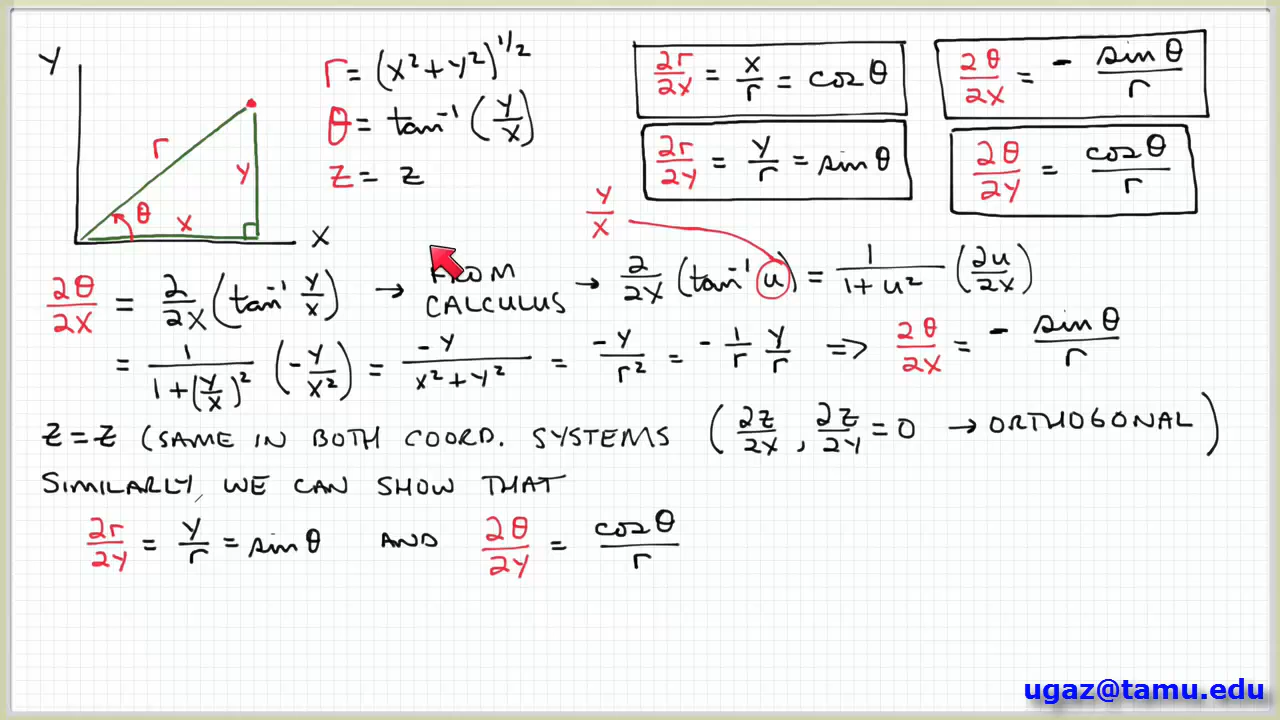 Y
r = (x² + y²)^1/2
θ = tan⁻¹ (y/x)
z = z
r
y
θ
x
X
∂r/∂x = x/r = cos θ
∂θ/∂x = - sin θ/r
∂r/∂y = y/r = sin θ
∂θ/∂y = cos θ/r
y/x
∂θ/∂x = ∂/∂x (tan⁻¹ y/x) → FROM CALCULUS → ∂/∂x (tan⁻¹ u) = 1/(1 + u²) (∂u/∂x)
= 1/(1 + (y/x)²) (-y/x²) = -y/(x² + y²) = -y/r² = - 1/r y/r ⇒ ∂θ/∂x = - sin θ/r
z = z (SAME IN BOTH COORD. SYSTEMS (∂z/∂x, ∂z/∂y = 0 → ORTHOGONAL)
SIMILARLY, WE CAN SHOW THAT
∂r/∂y = y/r = sin θ AND ∂θ/∂y = cos θ/r
ugaz@tamu.edu